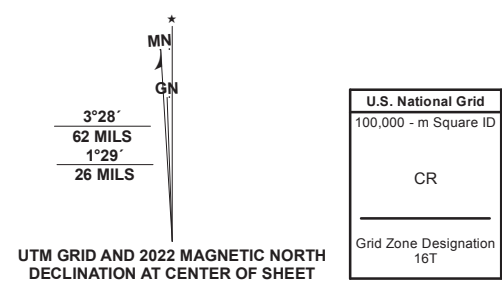 ★
MN
GN
3°28´
62 MILS
1°29´
26 MILS
UTM GRID AND 2022 MAGNETIC NORTH
DECLINATION AT CENTER OF SHEET
U.S. National Grid
100,000 - m Square ID
CR
Grid Zone Designation
16T